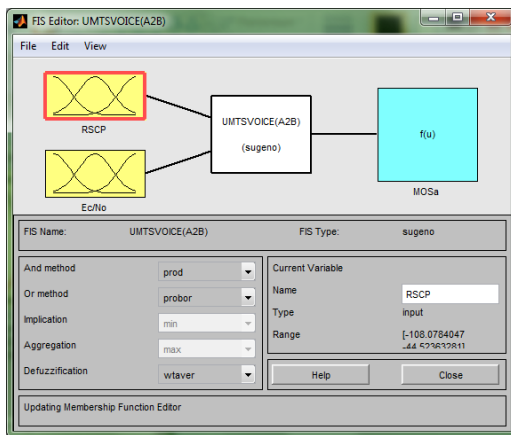 FIS Editor: UMTSVOICE(A2B)
File Edit View
RSCP
Ec/No
UMTSVOICE(A2B)
(sugeno)
f(u)
MOSa
FIS Name: UMTSVOICE(A2B) FIS Type: sugeno
And method prod
Or method probor
Implication min
Aggregation max
Defuzzification wtaver
Current Variable
Name RSCP
Type input
Range [-108.0784047
-44.52363281]
Help Close
Updating Membership Function Editor